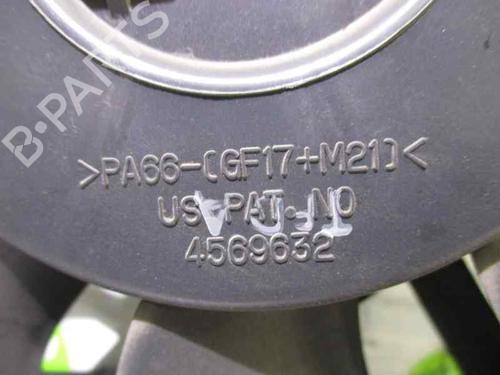 B-PARTS
>PA66-(GF17+M21)<
US PAT. NO
4569632